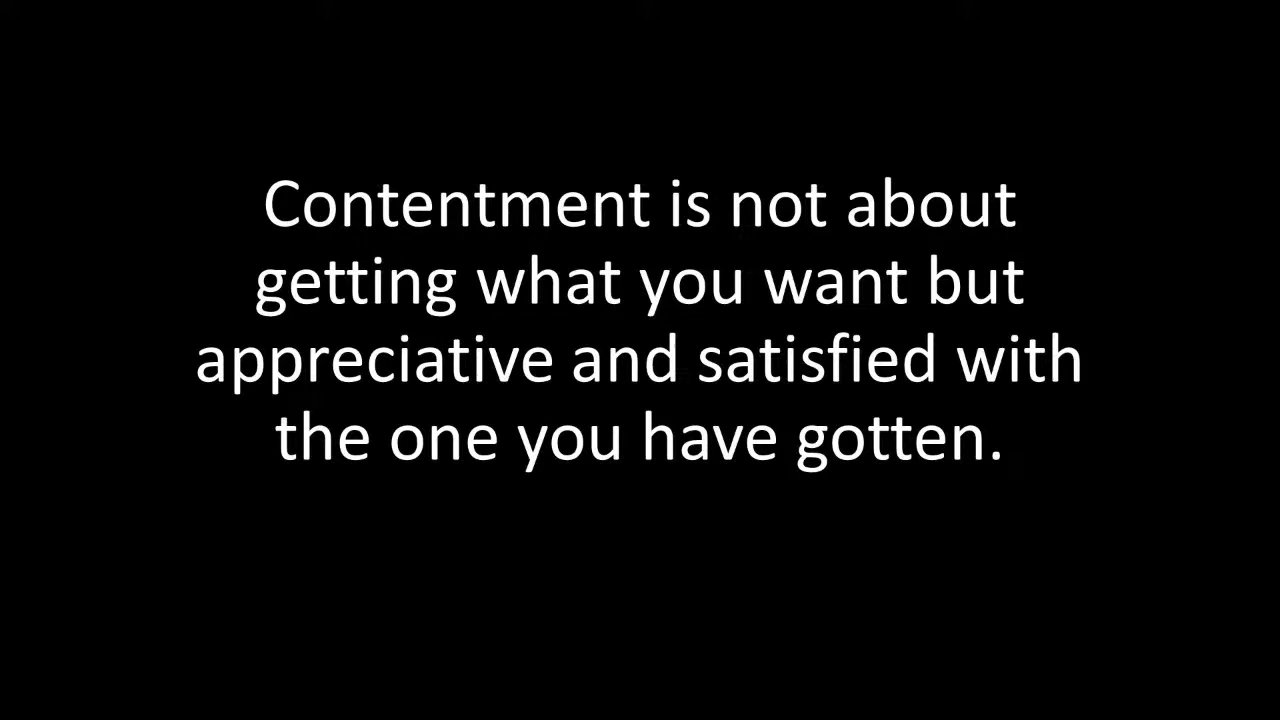 Contentment is not about
getting what you want but
appreciative and satisfied with
the one you have gotten.